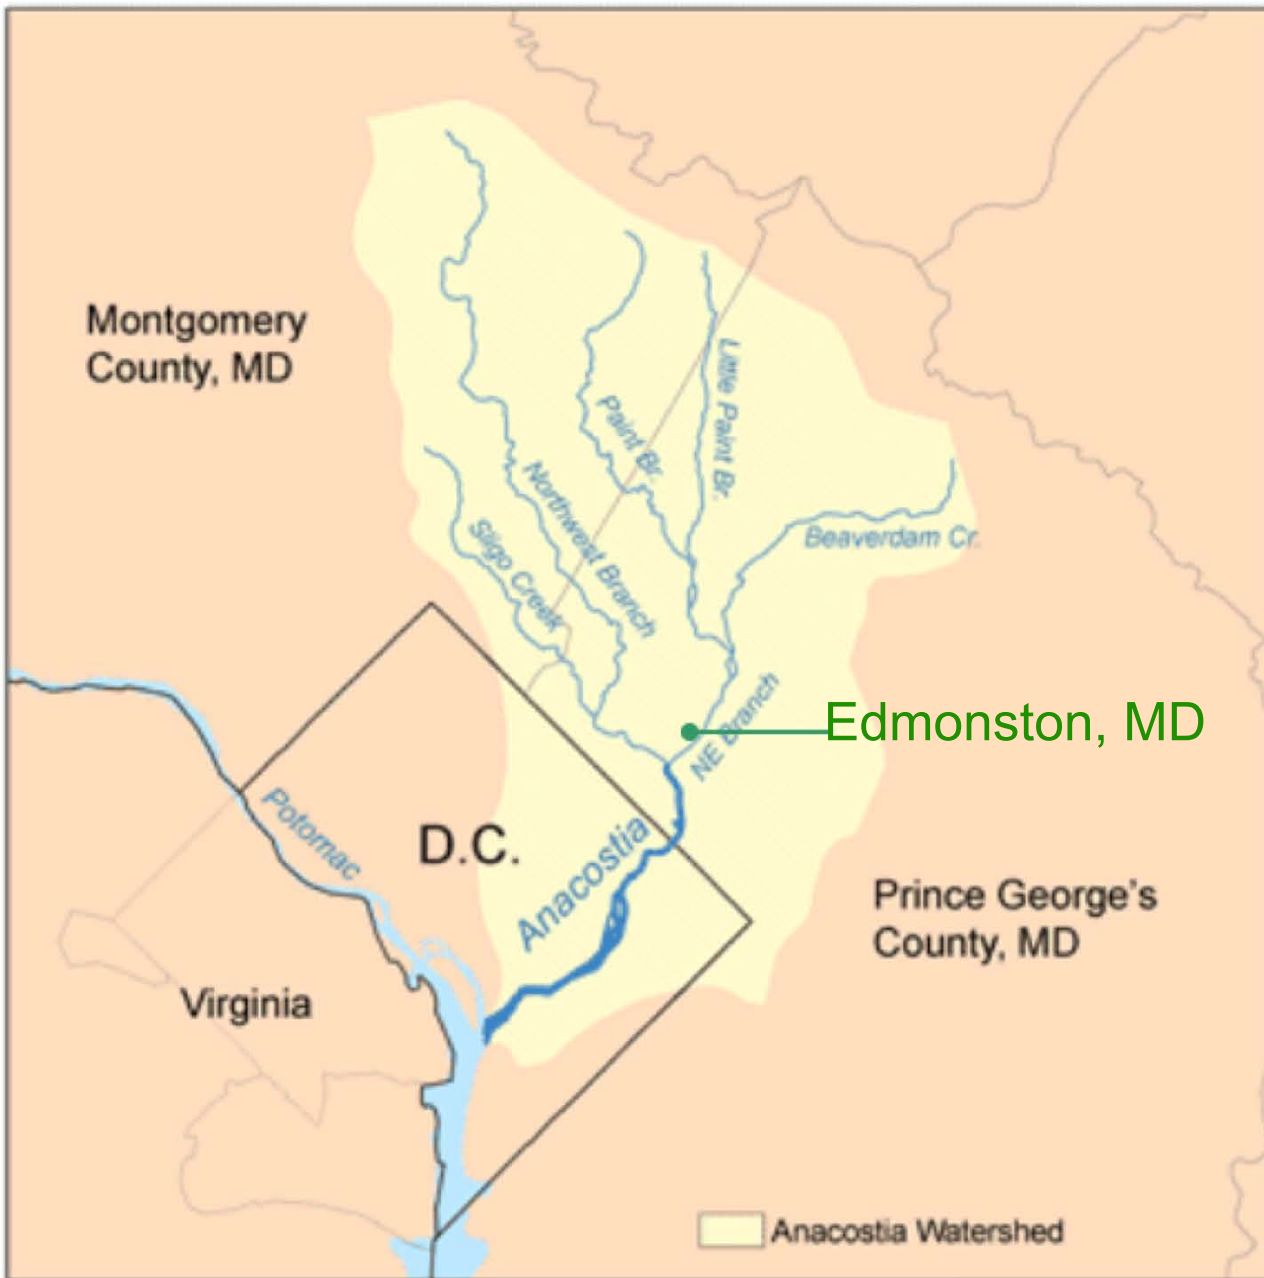 Montgomery
County, MD
Little Paint Br.
Paint Br.
Northwest Branch
Sligo Creek
Beaverdam Cr.
Edmonston, MD
NE Branch
Potomac
D.C.
Anacostia
Prince George's
County, MD
Virginia
Anacostia Watershed